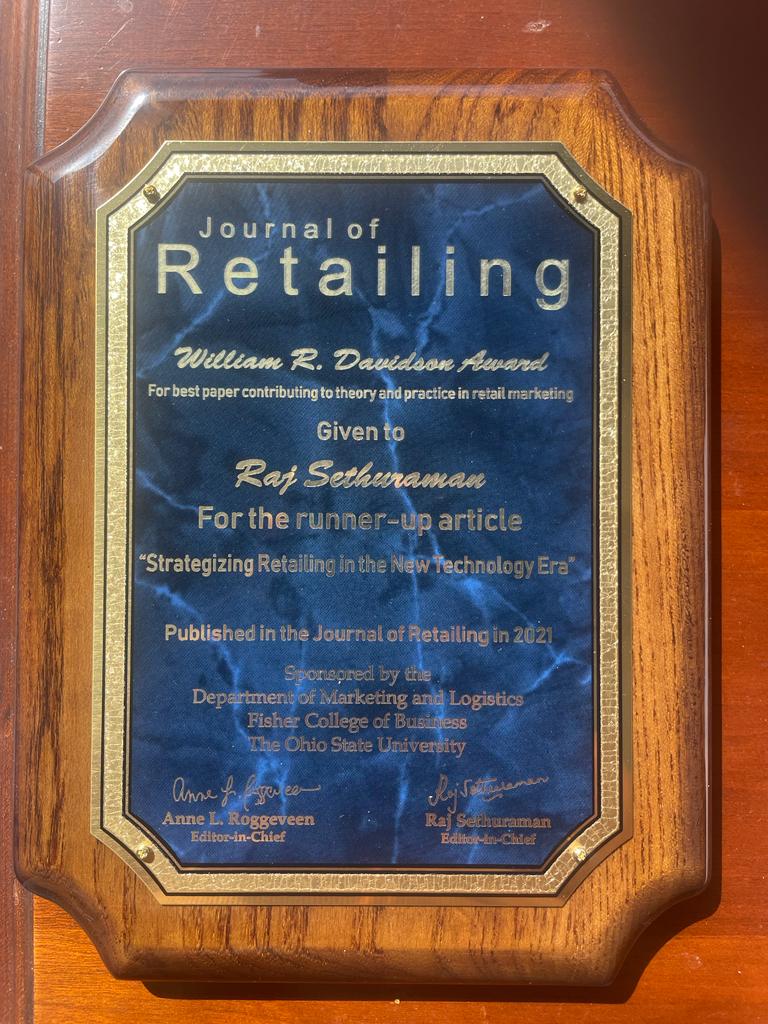 Journal of
Retailing
William R. Davidson Award
For best paper contributing to theory and practice in retail marketing
Given to
Raj Sethuraman
For the runner-up article
“Strategizing Retailing in the New Technology Era”
Published in the Journal of Retailing in 2021
Sponsored by the
Department of Marketing and Logistics
Fisher College of Business
The Ohio State University
Anne L. Roggeveen Raj Sethuraman
Anne L. Roggeveen Raj Sethuraman
Editor-in-Chief Editor-in-Chief